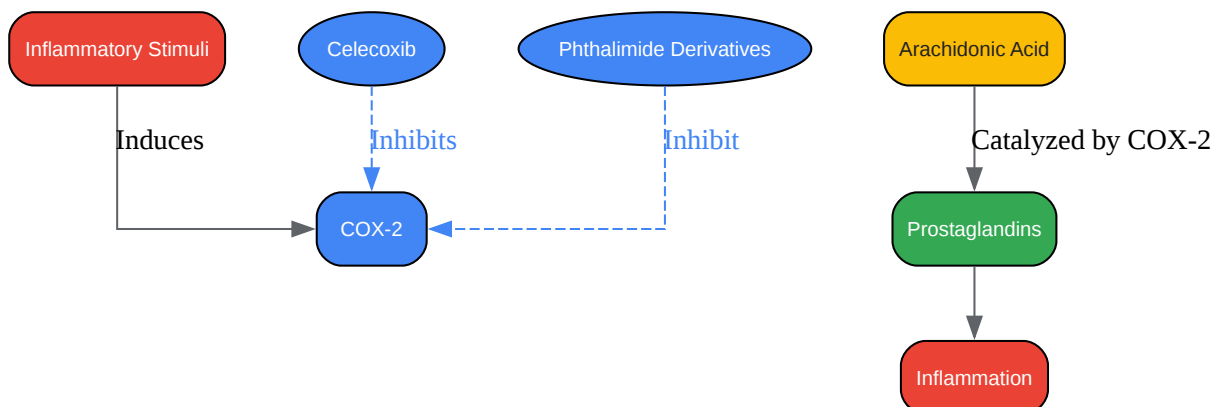 Inflammatory Stimuli
Celecoxib
Phthalimide Derivatives
Arachidonic Acid
Induces
Inhibits
Inhibit
Catalyzed by COX-2
COX-2
Prostaglandins
Inflammation